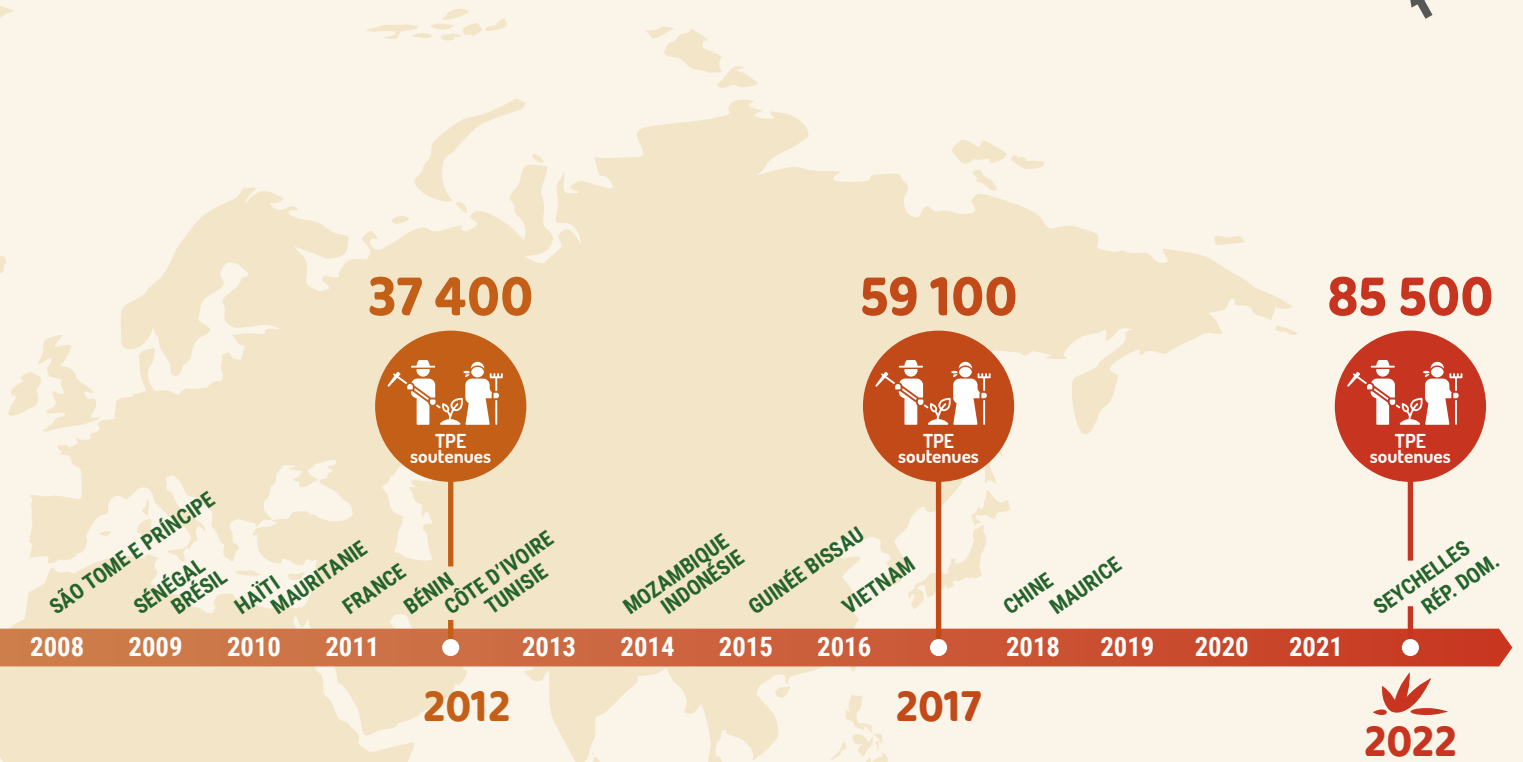 37 400
TPE
soutenues
59 100
TPE
soutenues
85 500
TPE
soutenues
SÃO TOME E PRÍNCIPE
SÉNÉGAL
BRÉSIL
HAÏTI
MAURITANIE
FRANCE
BÉNIN
CÔTE D'IVOIRE
TUNISIE
MOZAMBIQUE
INDONÉSIE
GUINÉE BISSAU
VIETNAM
CHINE
MAURICE
SEYCHELLES
RÉP. DOM.
2008 2009 2010 2011 2013 2014 2015 2016 2018 2019 2020 2021
2012
2017
2022